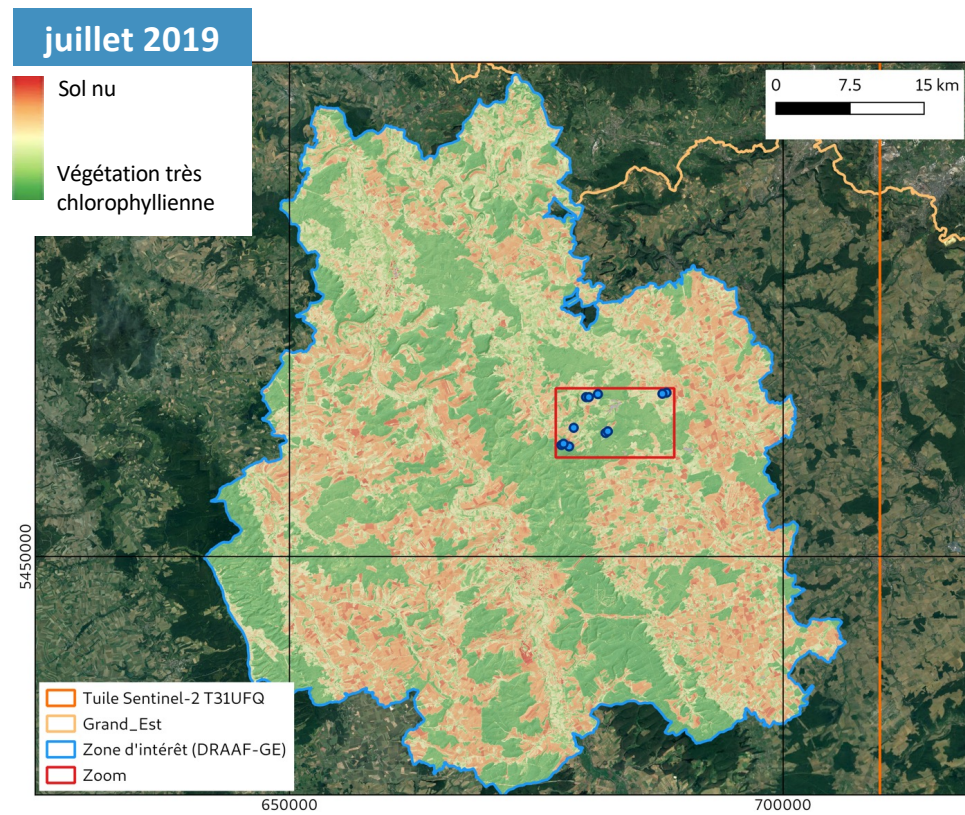 juillet 2019
Sol nu
Végétation très
chlorophyllienne
0 7.5 15 km
5450000
Tuile Sentinel-2 T31UFQ
Grand_Est
Zone d'intérêt (DRAAF-GE)
Zoom
650000 700000